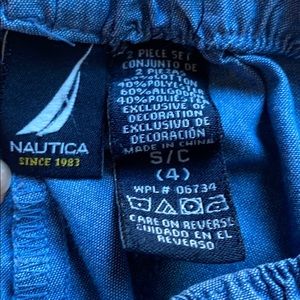 NAUTICA
SINCE 1983
2 PIECE SET
CONJUNTO DE
2 PIEZAS
60% COTTON
40% POLYESTER
60% ALGODON
40% POLIÉSTER
EXCLUSIVE OF
DECORATION
EXCLUSIVO DE
DECORACIÓN
MADE IN CHINA
S/C
(4)
WPL# 06734
CARE ON REVERSE
CUIDADO EN EL
REVERSO